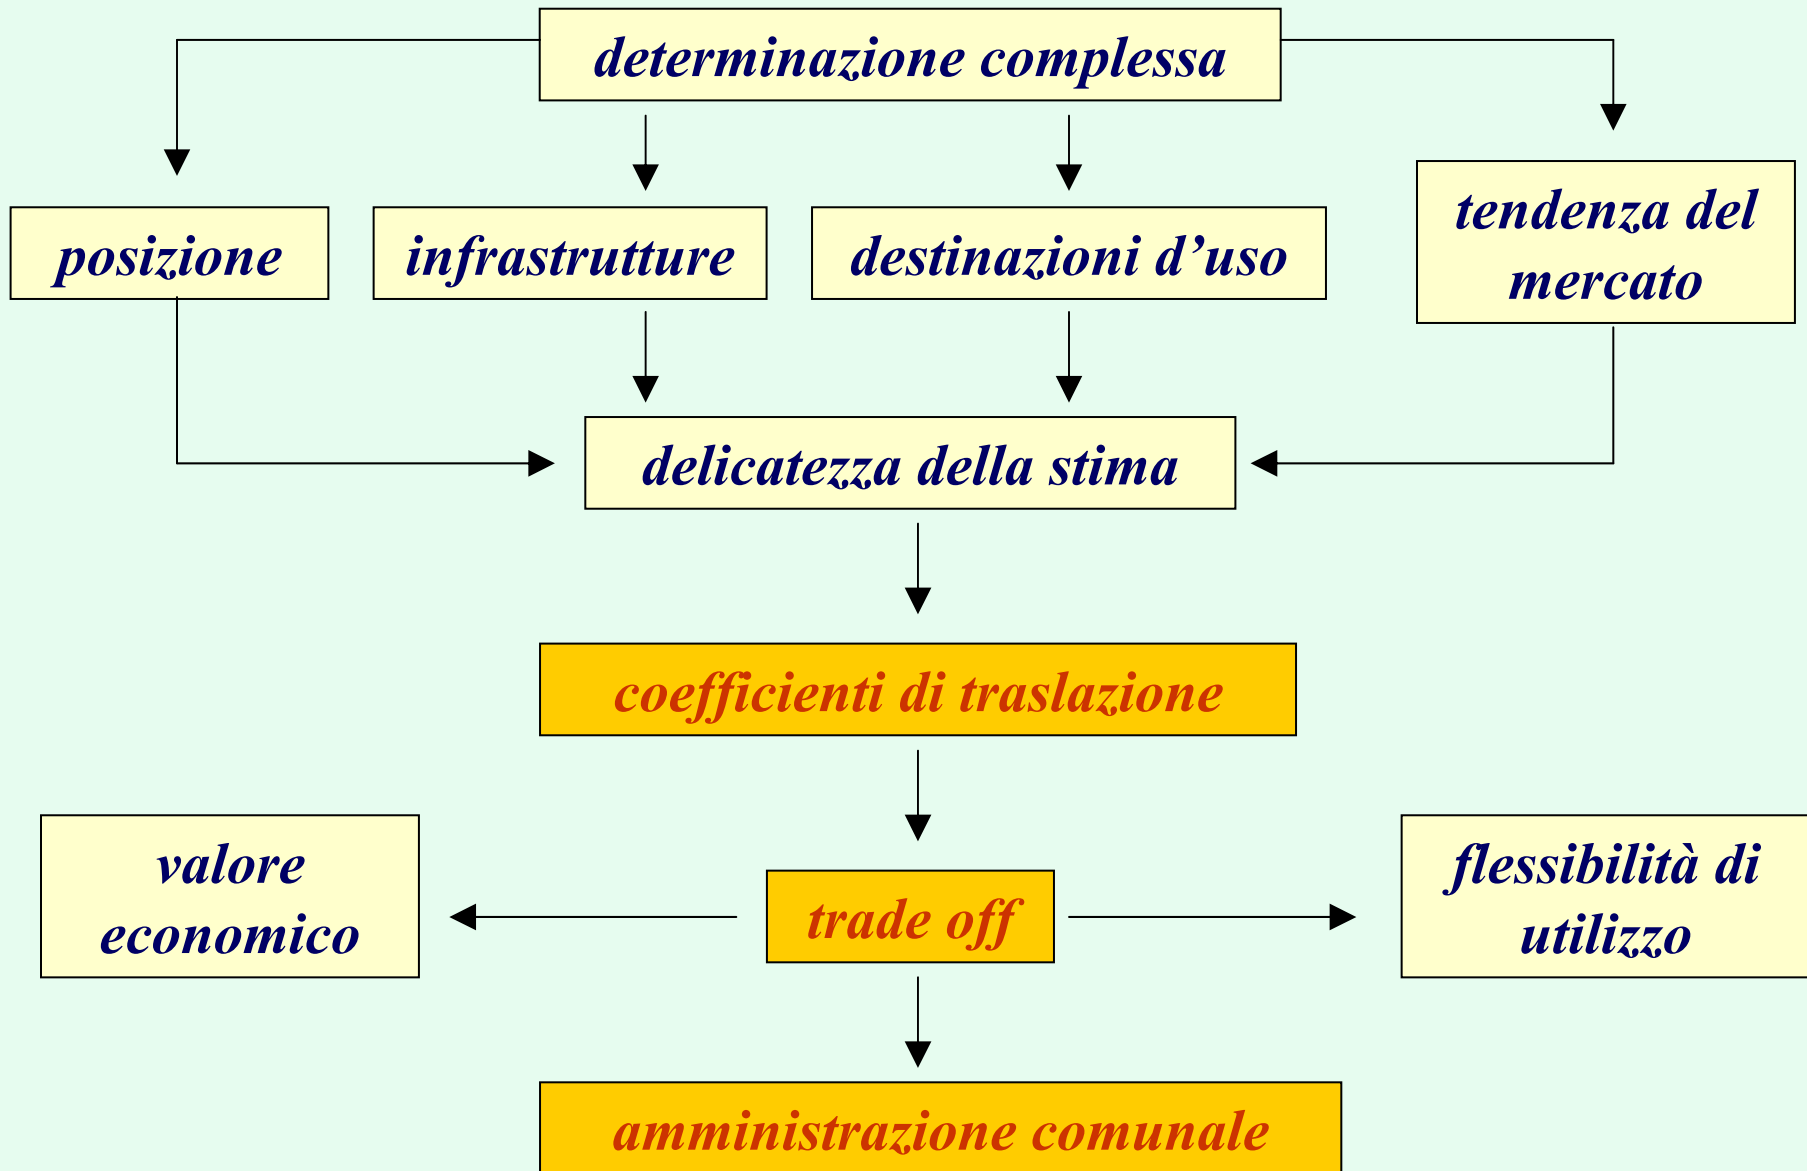 determinazione complessa
posizione
infrastrutture
destinazioni d’uso
tendenza del
mercato
delicatezza della stima
coefficienti di traslazione
valore
economico
trade off
flessibilità di
utilizzo
amministrazione comunale